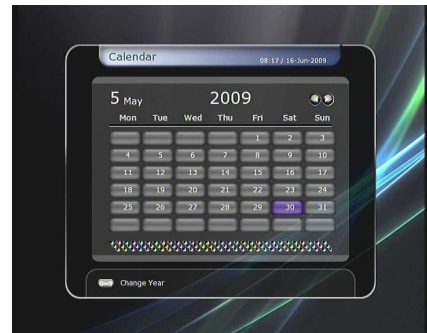 Calendar 08:17 / 16-Jun-2009
5 May 2009
Mon Tue Wed Thu Fri Sat Sun
1 2 3
4 5 6 7 8 9 10
11 12 13 14 15 16 17
18 19 20 21 22 23 24
25 26 27 28 29 30 31
Change Year